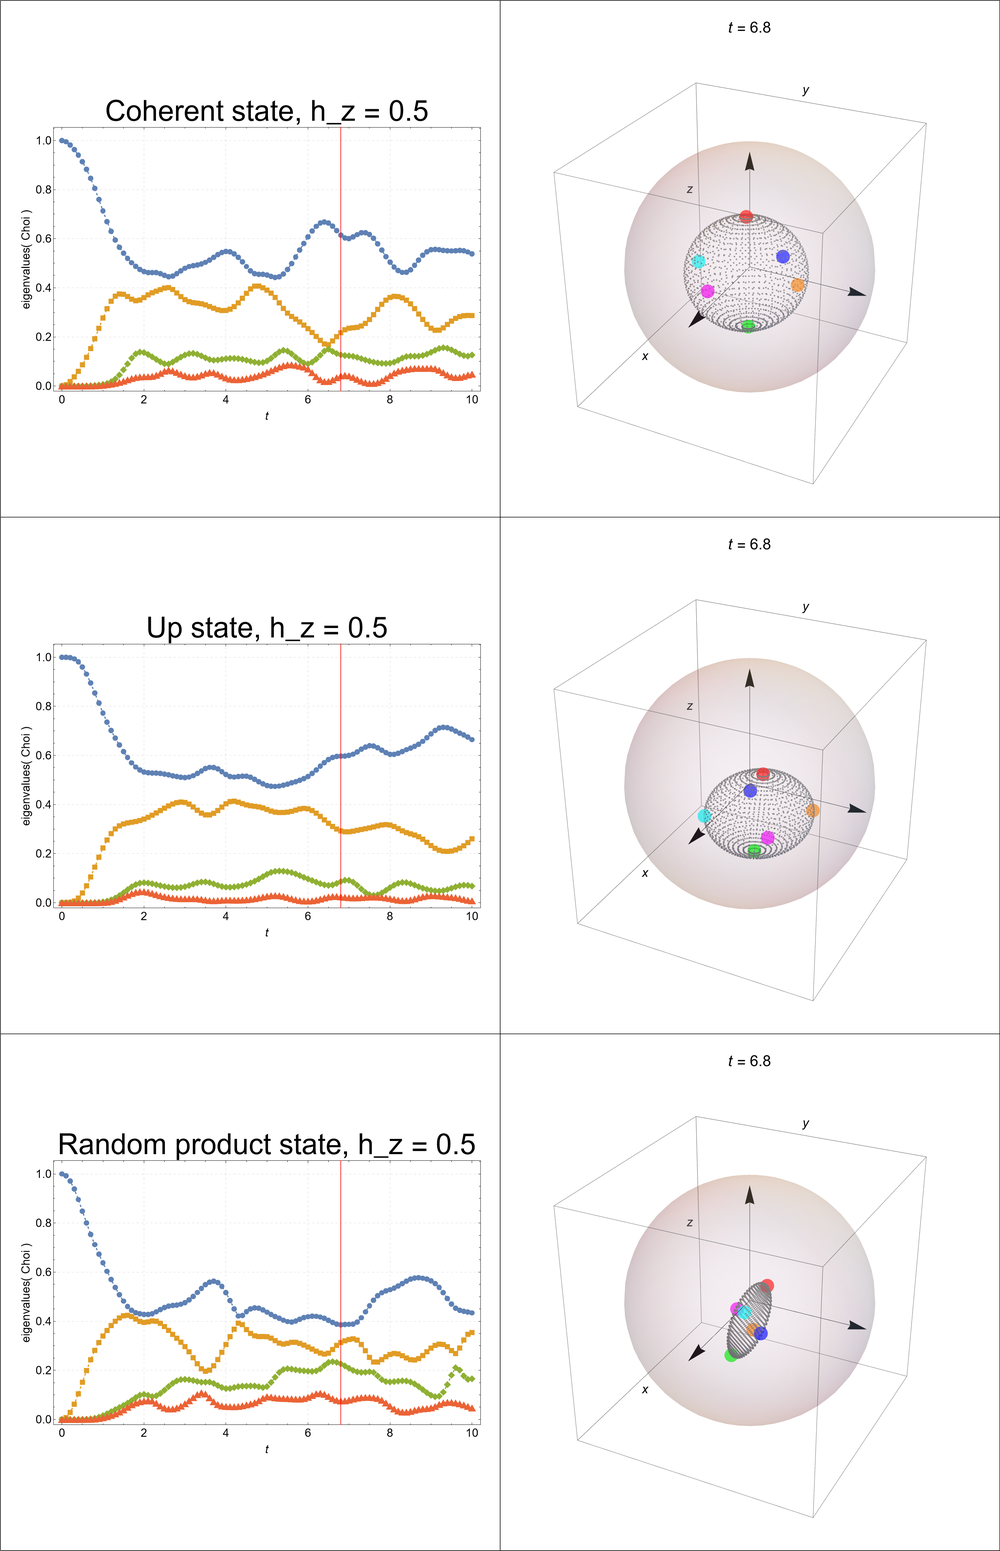 t = 6.8
Coherent state, h_z = 0.5
1.0
0.8
0.6
0.4
0.2
0.0
eigenvalues( Choi )
0 2 4 6 8 10
t
y
z
x
t = 6.8
Up state, h_z = 0.5
1.0
0.8
0.6
0.4
0.2
0.0
eigenvalues( Choi )
0 2 4 6 8 10
t
y
z
x
t = 6.8
Random product state, h_z = 0.5
1.0
0.8
0.6
0.4
0.2
0.0
eigenvalues( Choi )
0 2 4 6 8 10
t
y
z
x